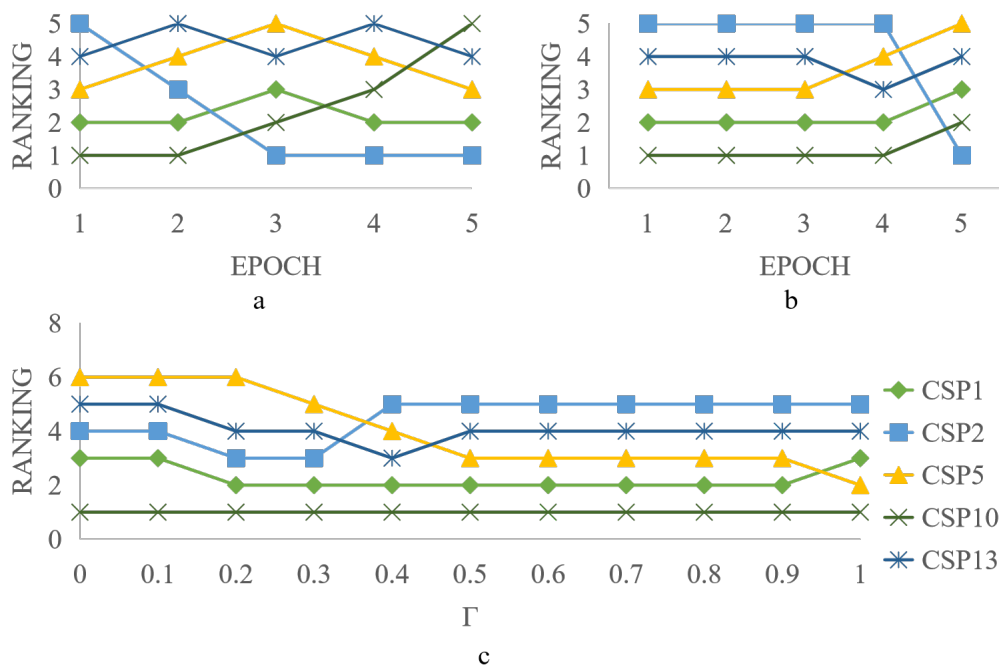 RANKING
5
4
3
2
1
0
1 2 3 4 5
EPOCH
a
RANKING
5
4
3
2
1
0
1 2 3 4 5
EPOCH
b
RANKING
8
6
4
2
0
0 0.1 0.2 0.3 0.4 0.5 0.6 0.7 0.8 0.9 1
Γ
CSP1
CSP2
CSP5
CSP10
CSP13
c